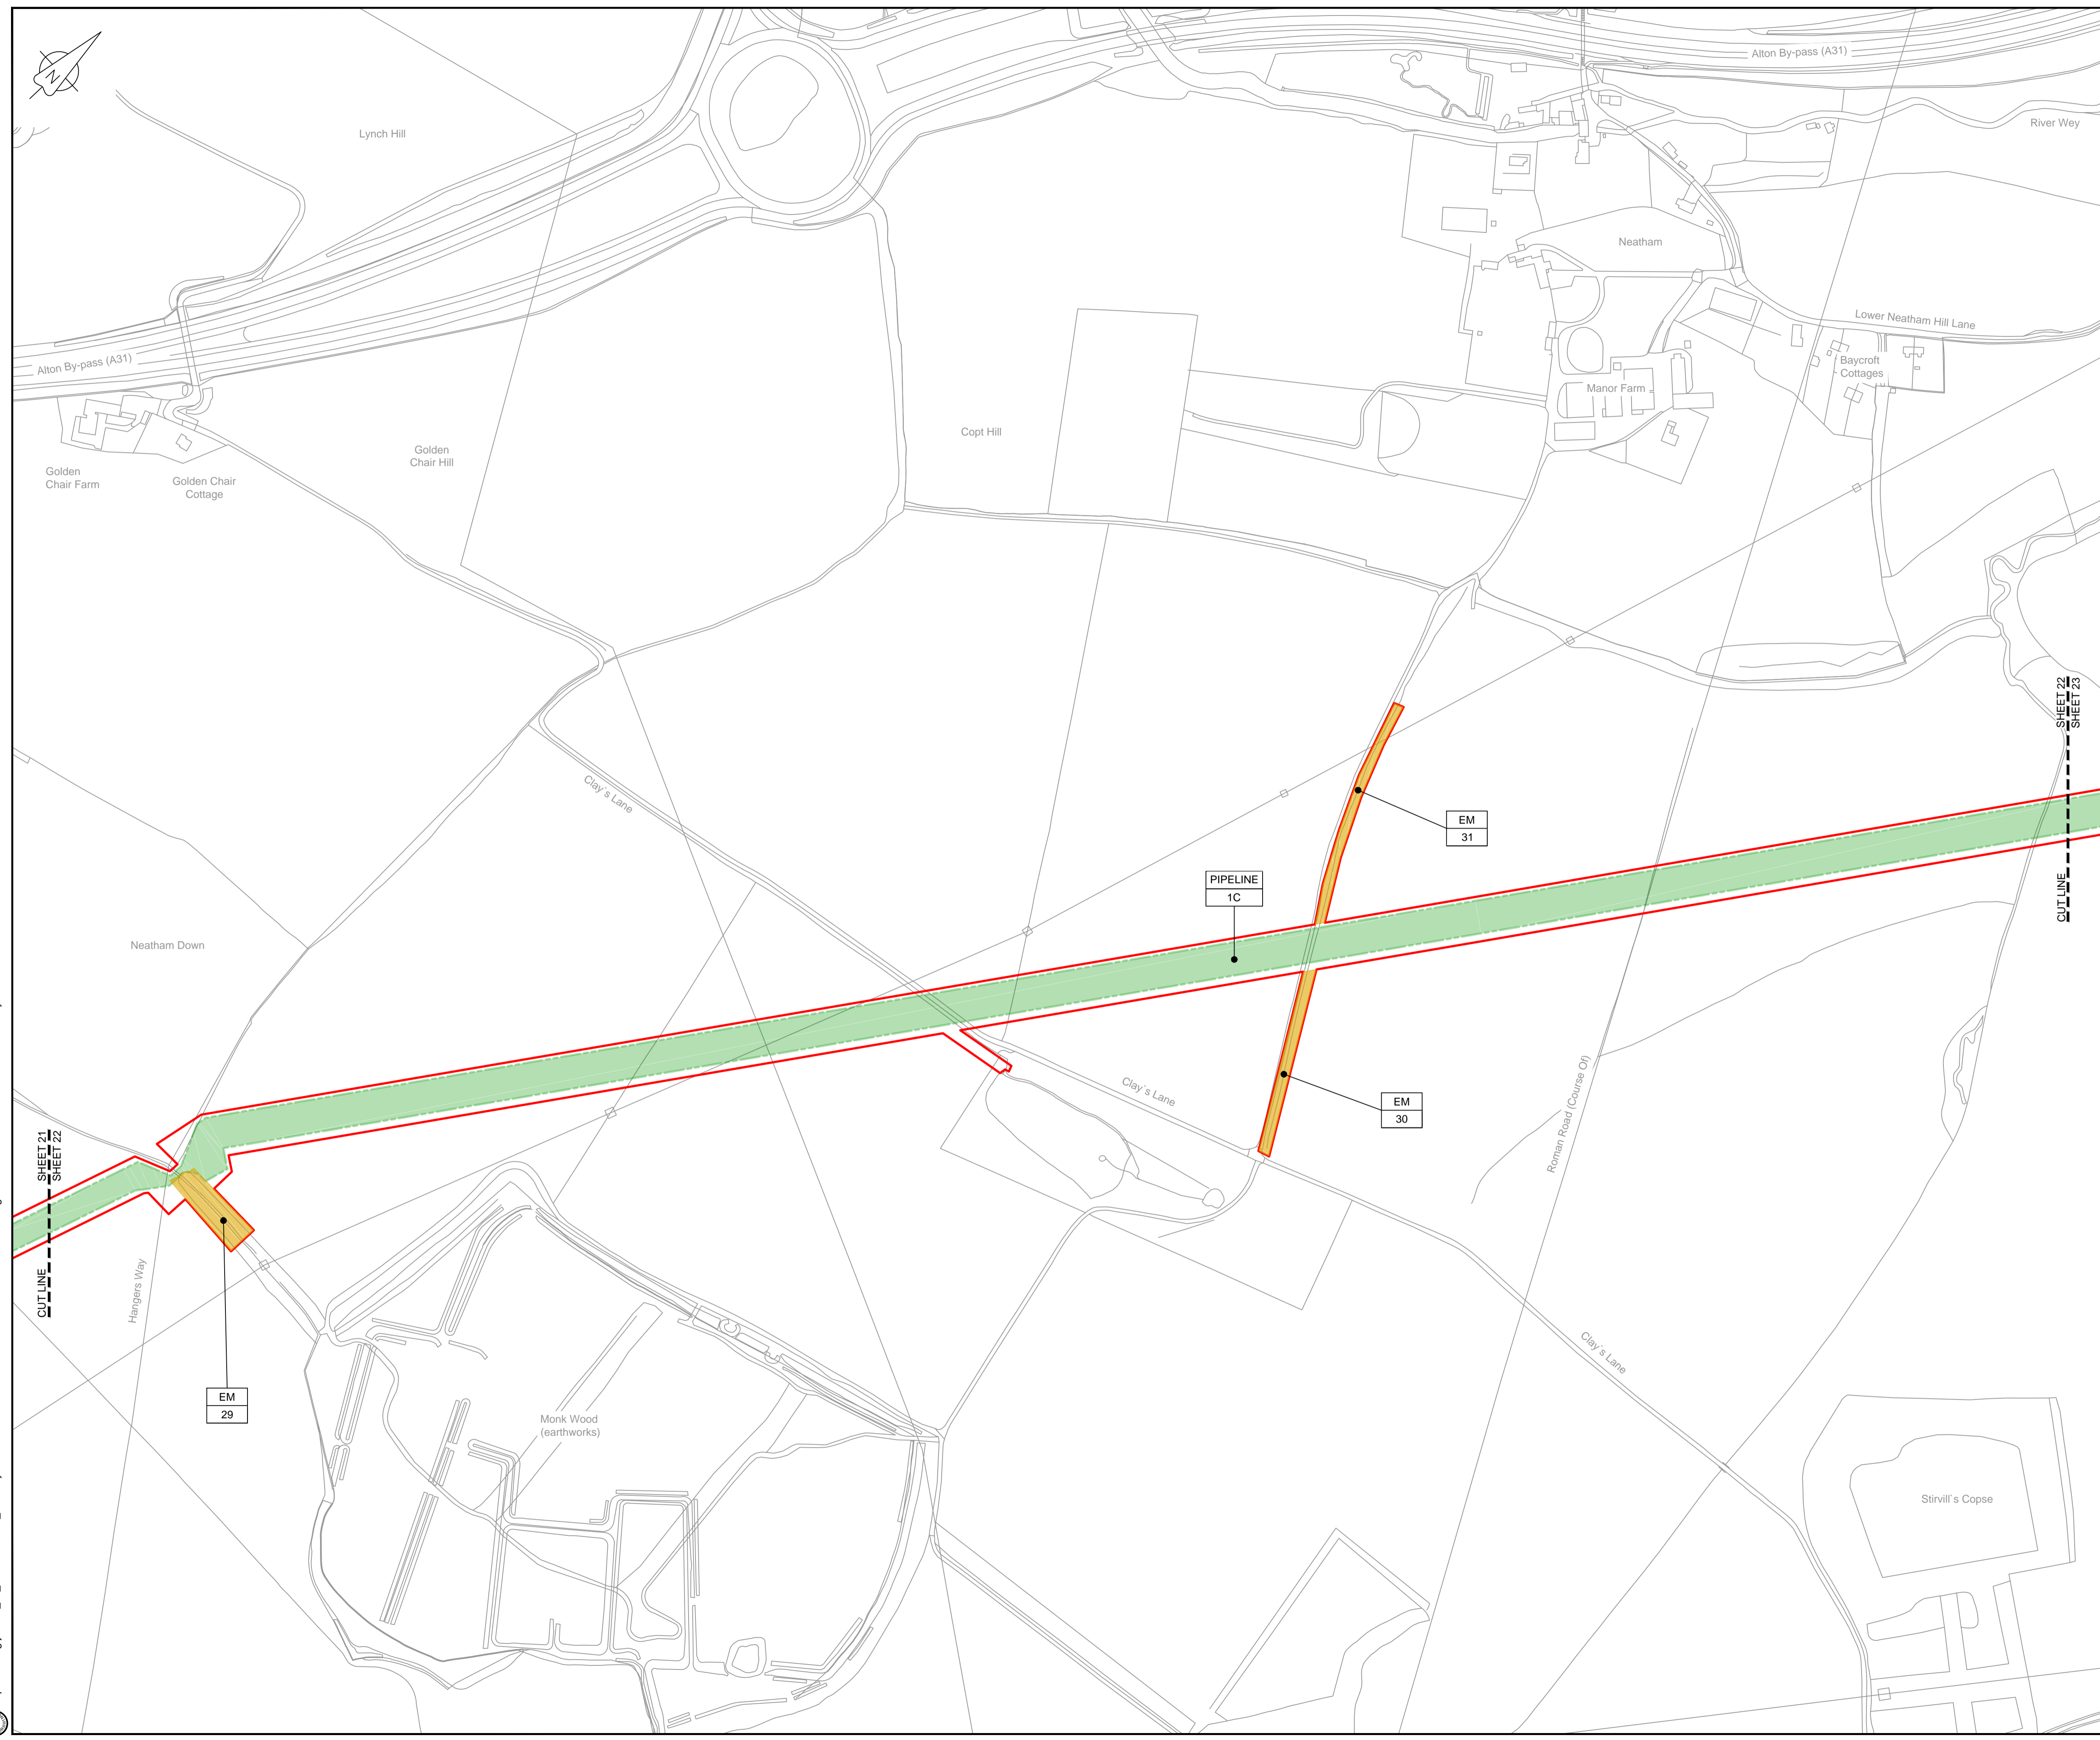 N
Alton By-pass (A31)
Lynch Hill
River Wey
Neatham
Lower Neatham Hill Lane
Alton By-pass (A31)
Baycroft
Cottages
Manor Farm
Copt Hill
Golden
Chair Hill
Golden
Chair Farm
Golden Chair
Cottage
SHEET 22
SHEET 23
CUT LINE
Clay`s Lane
EM
31
PIPELINE
1C
Neatham Down
Clay`s Lane
EM
30
Roman Road (Course Of)
SHEET 21
SHEET 22
CUT LINE
Hangers Way
Clay`s Lane
EM
29
Monk Wood
(earthworks)
Stirvill`s Copse